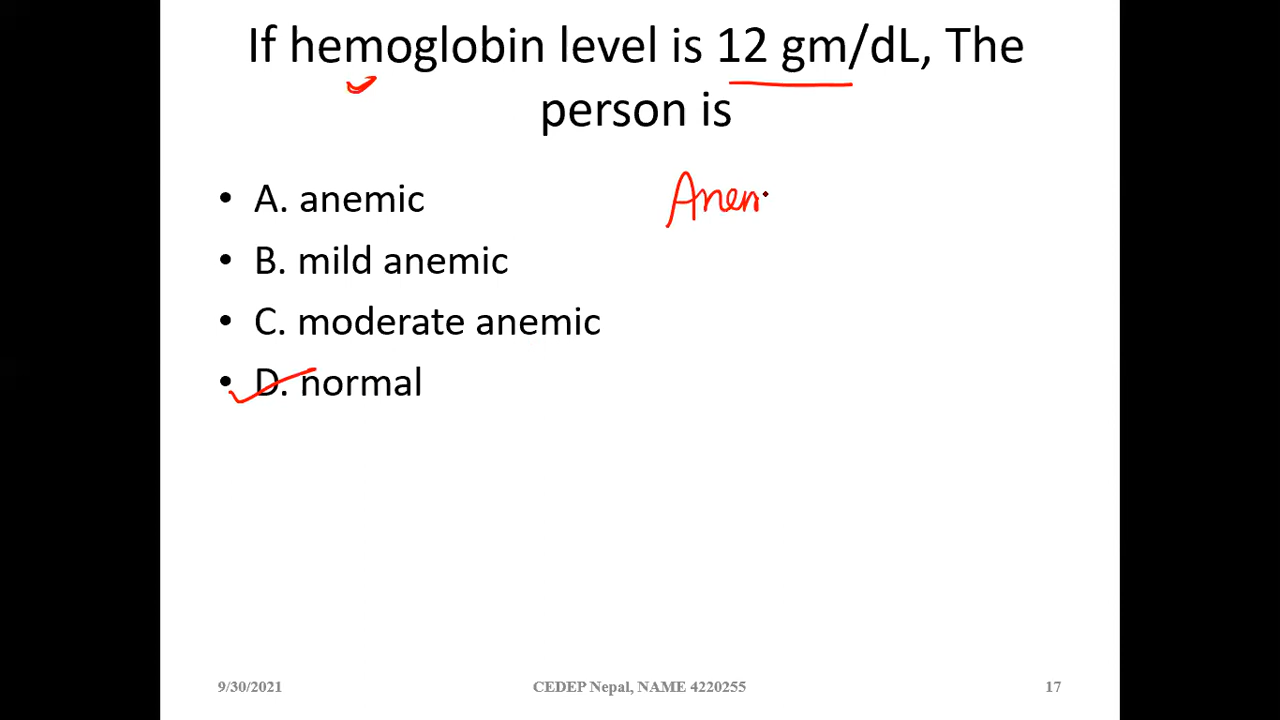 If hemoglobin level is 12 gm/dL, The
person is
• A. anemic
Anem
• B. mild anemic
• C. moderate anemic
• D. normal
9/30/2021
CEDEP Nepal, NAME 4220255
17